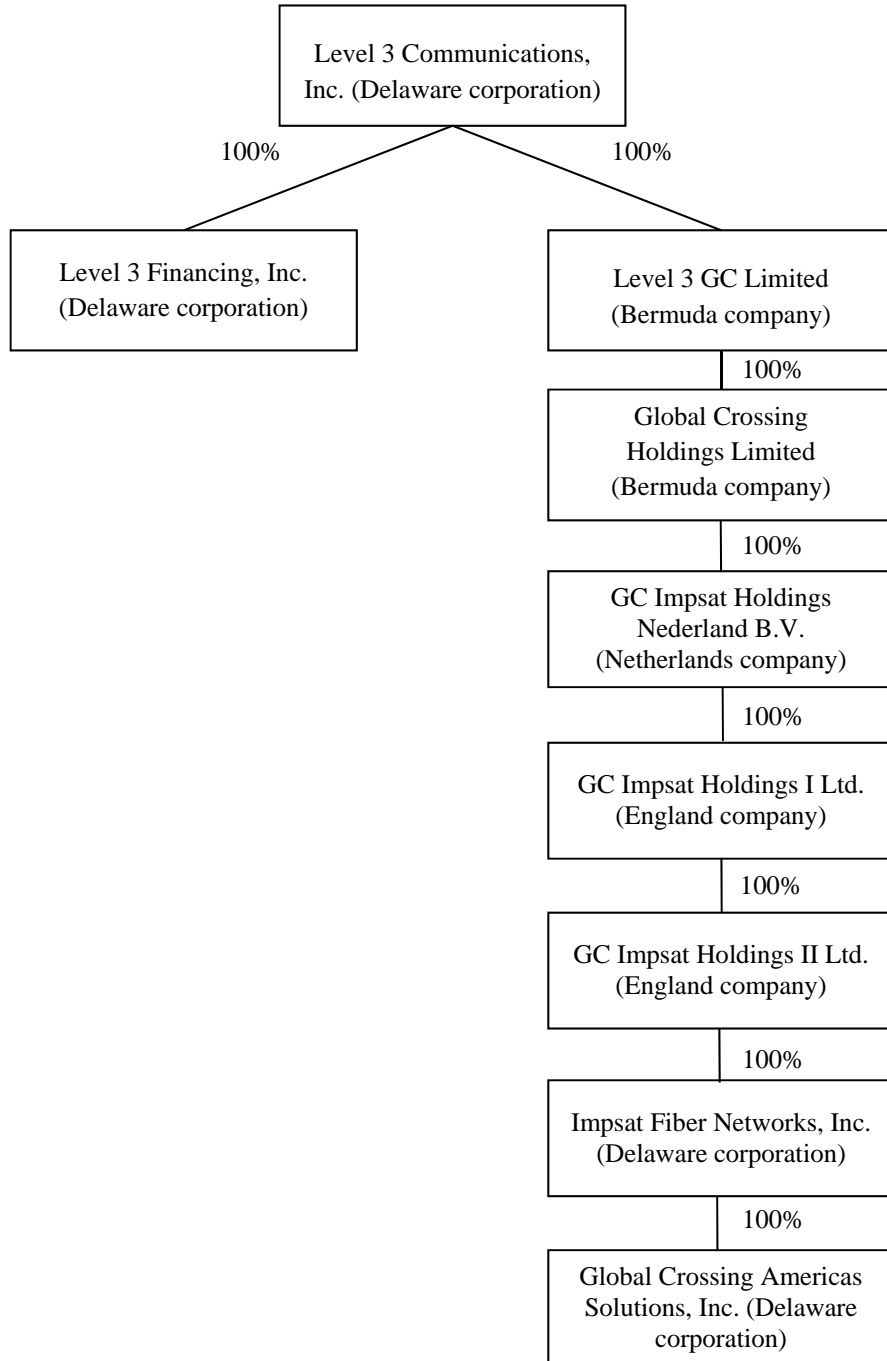 Level 3 Communications,
Inc. (Delaware corporation)
100%
100%
Level 3 Financing, Inc.
(Delaware corporation)
Level 3 GC Limited
(Bermuda company)
100%
Global Crossing
Holdings Limited
(Bermuda company)
100%
GC Impsat Holdings
Nederland B.V.
(Netherlands company)
100%
GC Impsat Holdings I Ltd.
(England company)
100%
GC Impsat Holdings II Ltd.
(England company)
100%
Impsat Fiber Networks, Inc.
(Delaware corporation)
100%
Global Crossing Americas
Solutions, Inc. (Delaware
corporation)